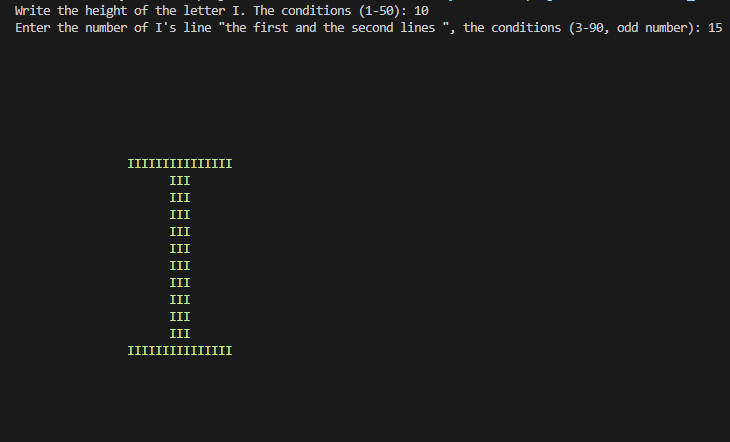 Write the height of the letter I. The conditions (1-50): 10
Enter the number of I's line "the first and the second lines ", the conditions (3-90, odd number): 15
IIIIIIIIIIIIIII
III
III
III
III
III
III
III
III
III
III
IIIIIIIIIIIIIII